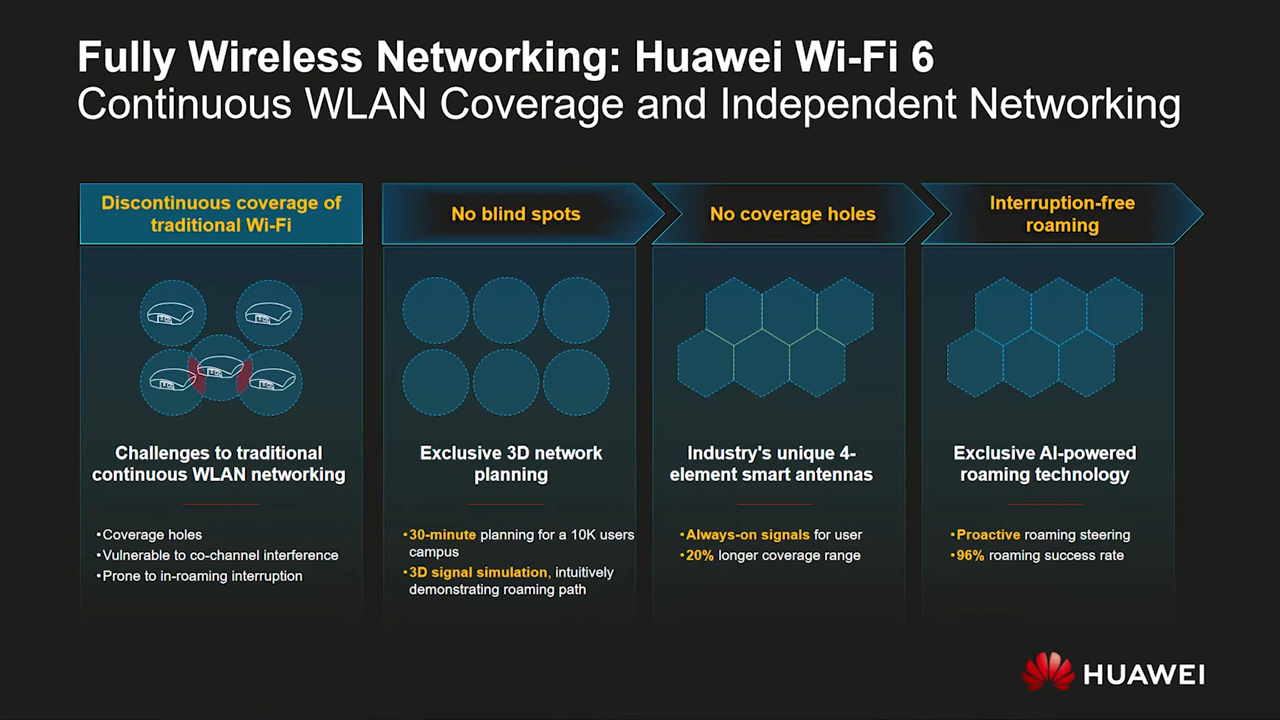 Fully Wireless Networking: Huawei Wi-Fi 6
Continuous WLAN Coverage and Independent Networking
Discontinuous coverage of
traditional Wi-Fi
Challenges to traditional
continuous WLAN networking
•Coverage holes
•Vulnerable to co-channel interference
•Prone to in-roaming interruption
No blind spots
Exclusive 3D network
planning
•30-minute planning for a 10K users
campus
•3D signal simulation, intuitively
demonstrating roaming path
No coverage holes
Industry's unique 4-
element smart antennas
•Always-on signals for user
•20% longer coverage range
Interruption-free
roaming
Exclusive AI-powered
roaming technology
•Proactive roaming steering
•96% roaming success rate
HUAWEI